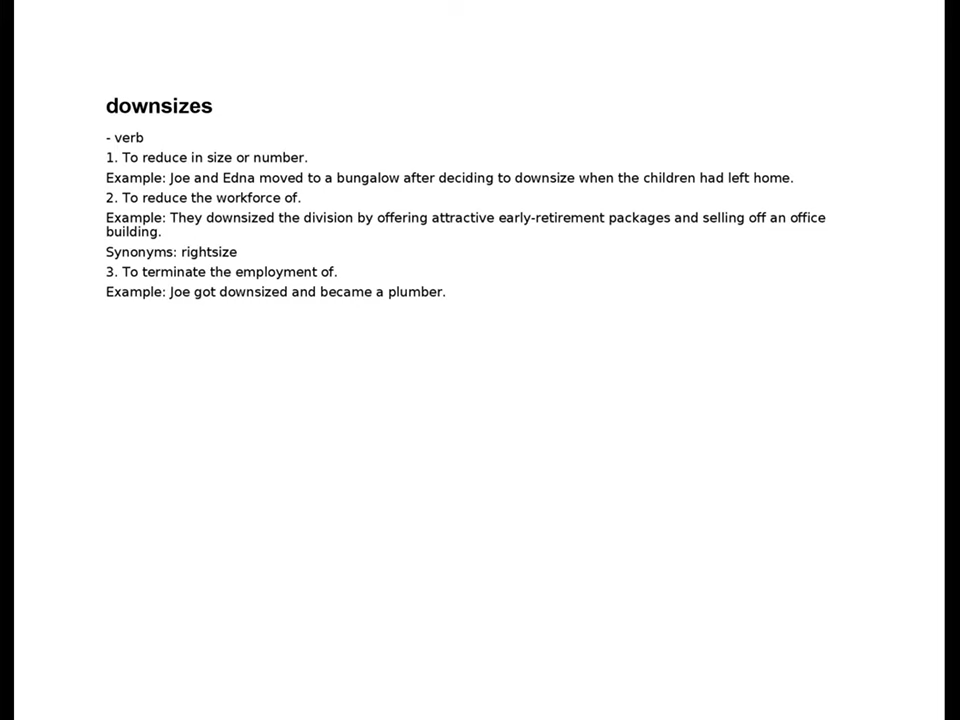 downsizes
- verb
1. To reduce in size or number.
Example: Joe and Edna moved to a bungalow after deciding to downsize when the children had left home.
2. To reduce the workforce of.
Example: They downsized the division by offering attractive early-retirement packages and selling off an office
building.
Synonyms: rightsize
3. To terminate the employment of.
Example: Joe got downsized and became a plumber.